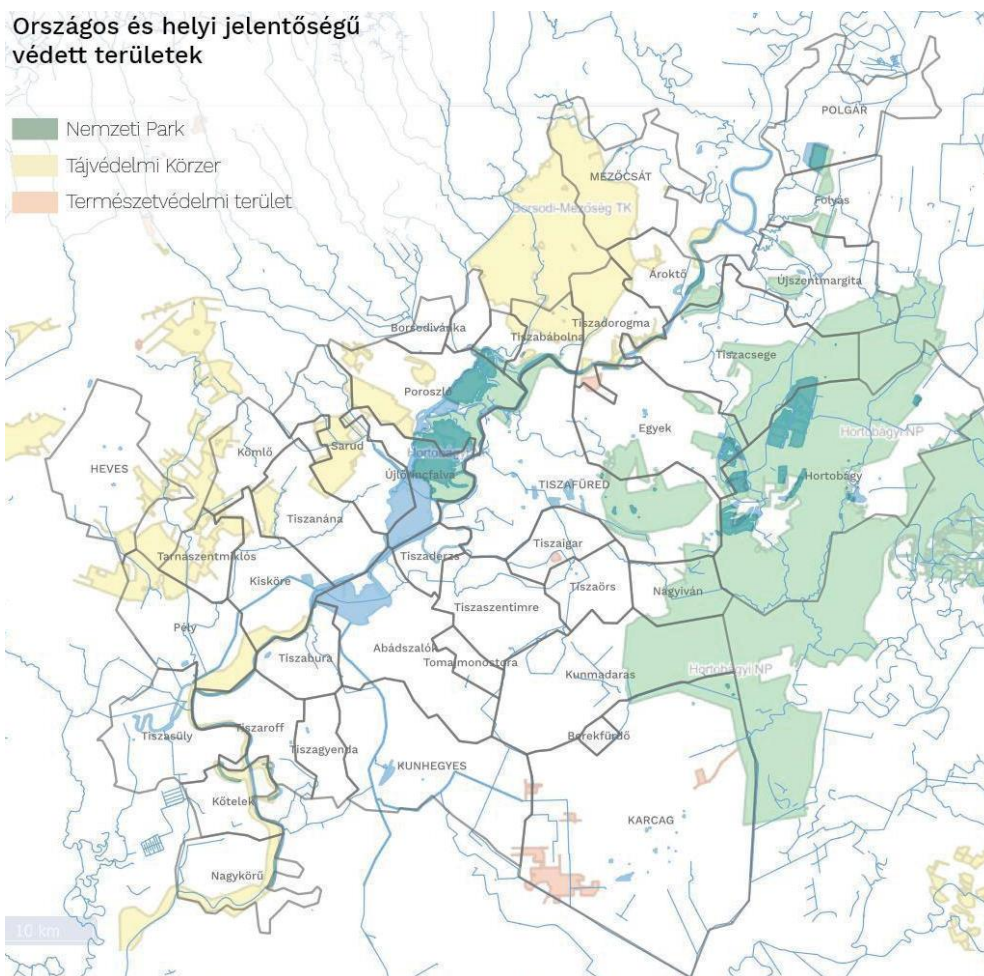 Országos és helyi jelentőségű
védett területek
Nemzeti Park
Tájvédelmi Körzer
Természetvédelmi terület
POLGÁR
MEZŐCSÁT
Folyás
Borsodi-Mezőség TK
Ároktő
Újszentmargita
Tiszadorogma
Borsodivánka
Tiszabábolna
Tiszacsege
Poroszló
Egyek
Hortobágyi NP
Sarud
Kömlő
HEVES
Hortobágy
Újlőrincfalva
TISZAFÜRED
Tiszanána
Tiszaigar
Tarnaszentmiklós
Tiszaderzs
Kisköre
Tiszaörs
Nagyiván
Tiszaszentimre
Pély
Abádszalók
Tiszabura
Tomajmonostora
Kunmadaras
Hortobágyi NP
Tiszasüly
Tiszaroff
Berekfürdő
Tiszagyenda
KUNHEGYES
Kőtelek
KARCAG
Nagykörű
10 km